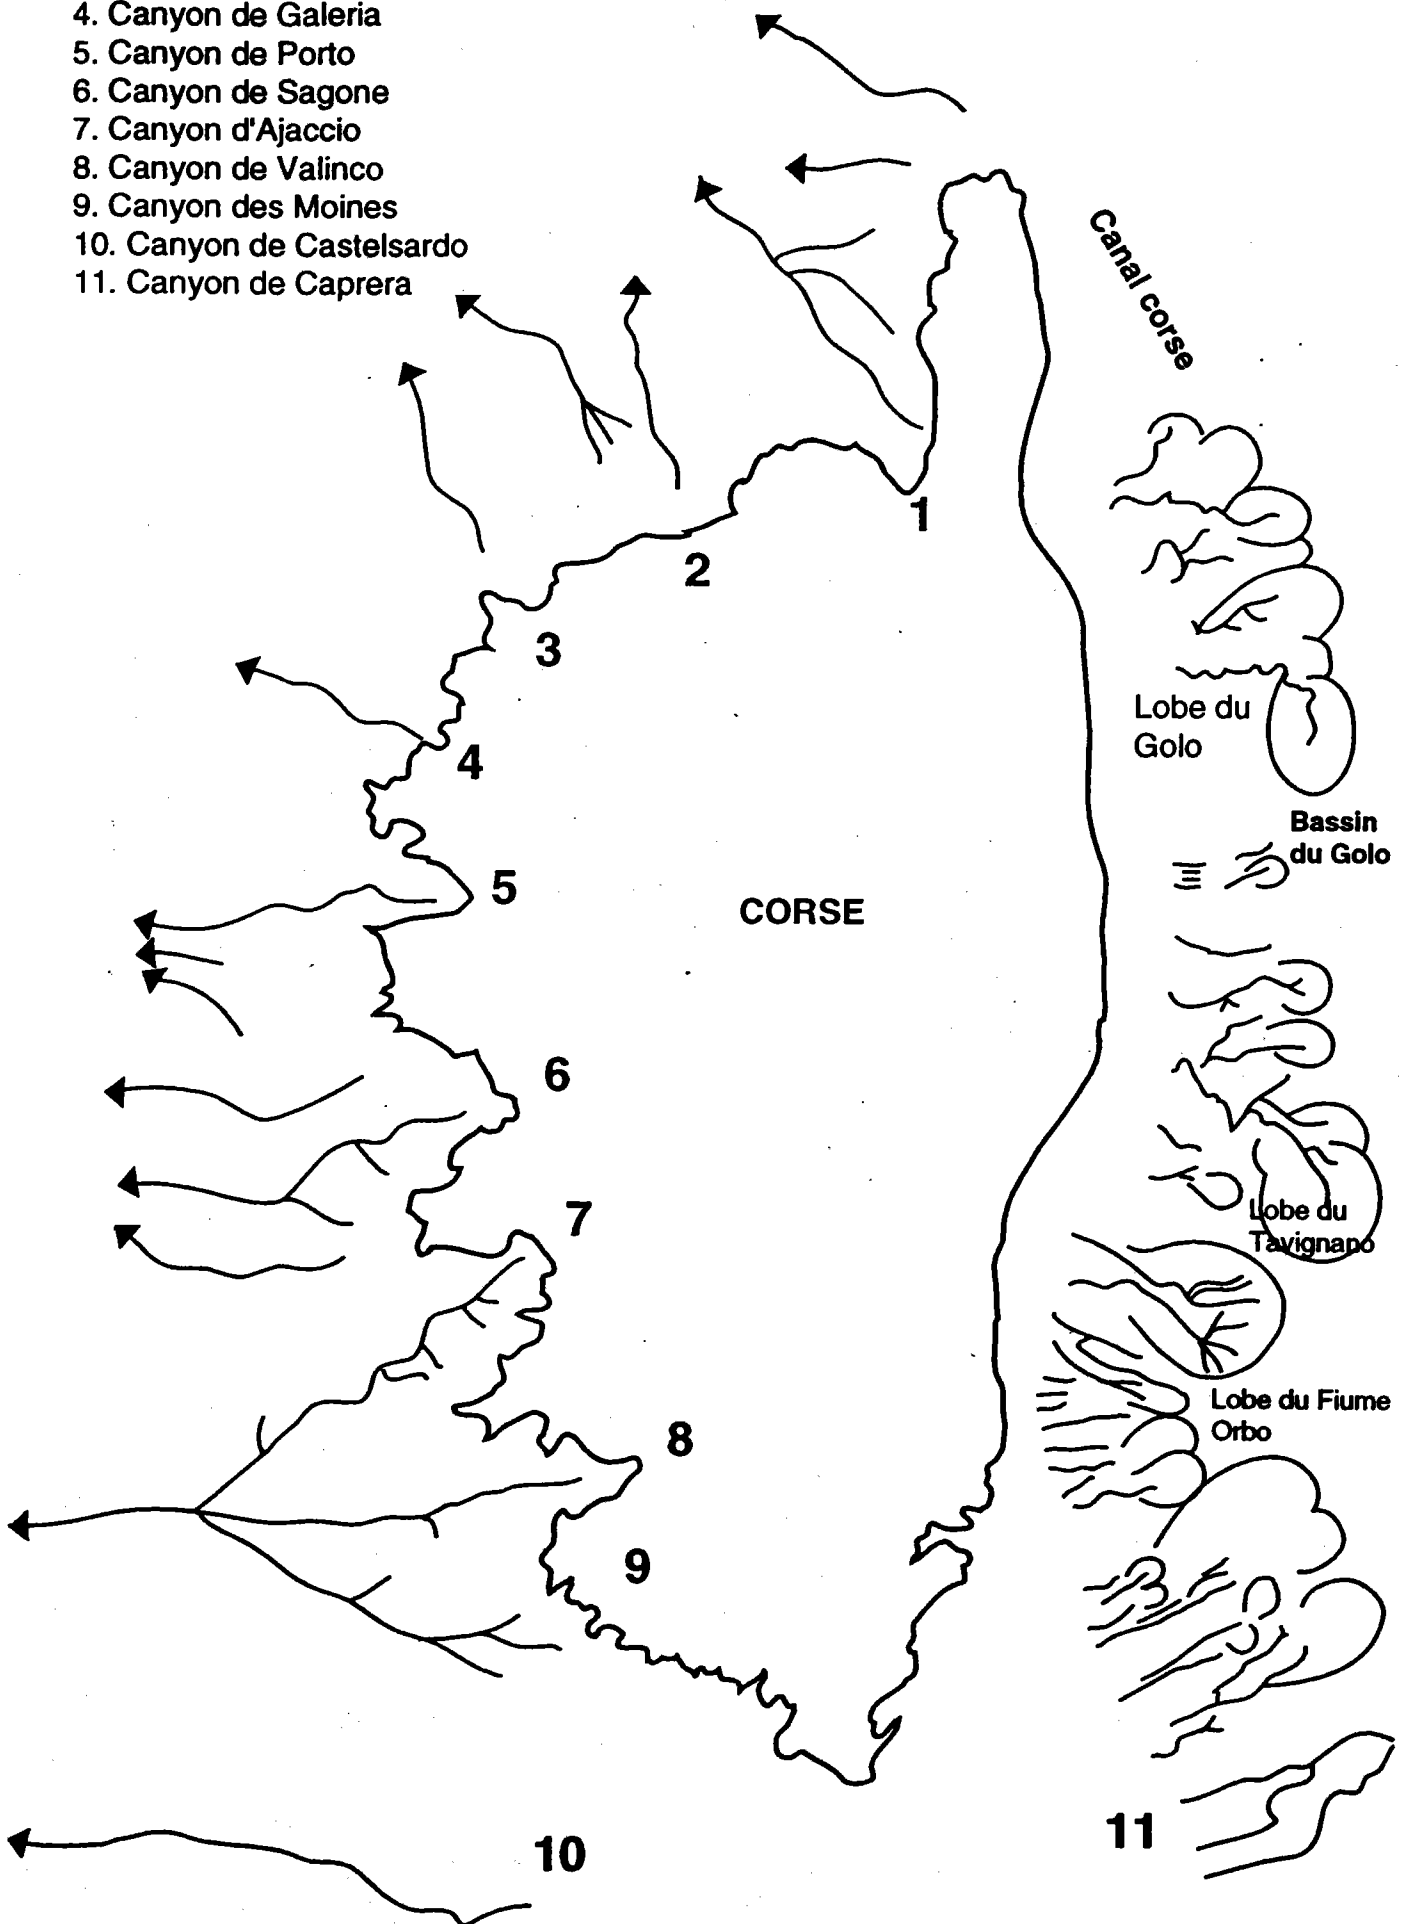 4. Canyon de Galeria
5. Canyon de Porto
6. Canyon de Sagone
7. Canyon d'Ajaccio
8. Canyon de Valinco
9. Canyon des Moines
10. Canyon de Castelsardo
11. Canyon de Caprera
Canal corse
1
2
3
4
Lobe du
Golo
Bassin
du Golo
5
CORSE
6
7
Lobe du
Tavignano
8
Lobe du Fiume
Orbo
9
10
11